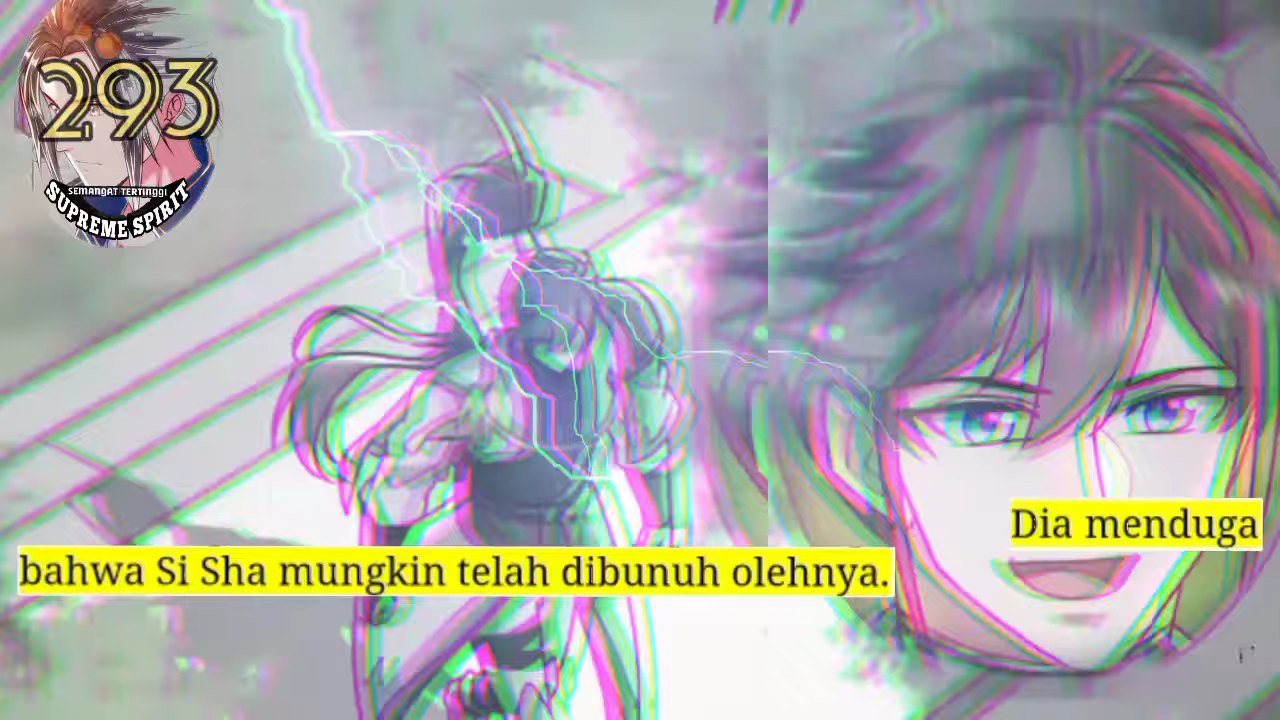 293
SEMANGAT TERTINGGI
SUPREME SPIRIT
Dia menduga
bahwa Si Sha mungkin telah dibunuh olehnya.